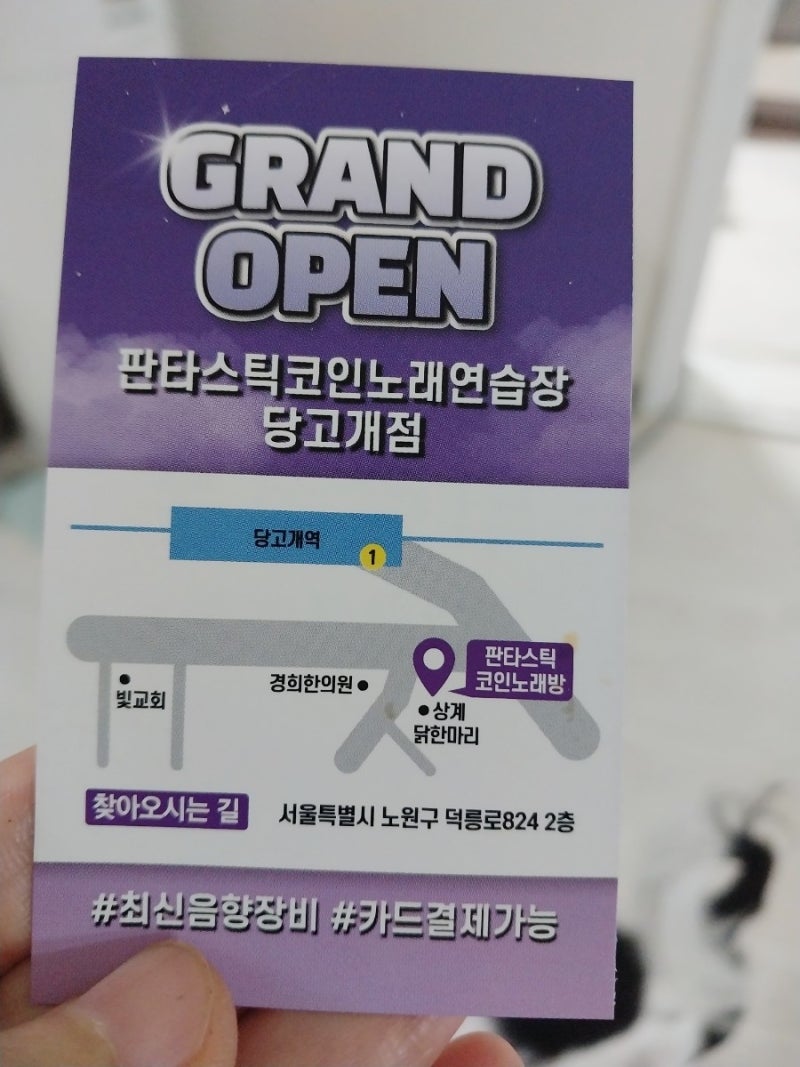 GRAND
OPEN
판타스틱코인노래연습장
당고개점
당고개역
1
판타스틱
코인노래방
경희한의원
빛교회
상계
닭한마리
찾아오시는 길
서울특별시 노원구 덕릉로824 2층
#최신음향장비 #카드결제가능